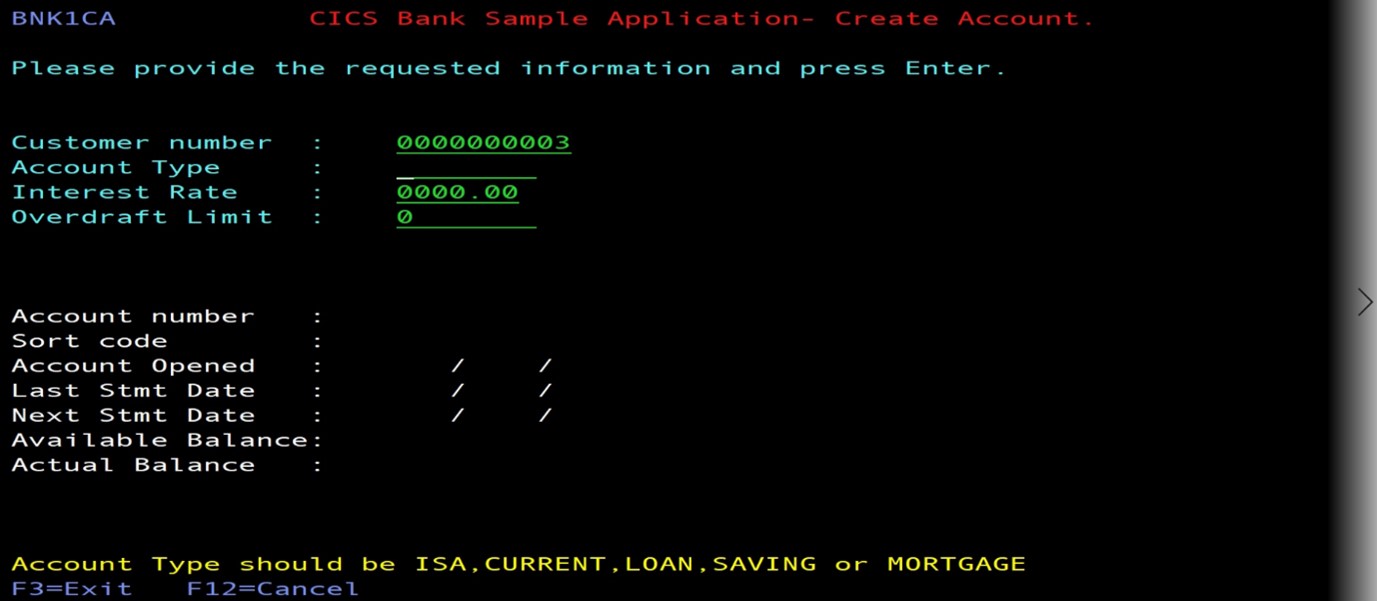 BNK1CA CICS Bank Sample Application- Create Account.
Please provide the requested information and press Enter.
Customer number : 0000000003
Account Type :
Interest Rate : 0000.00
Overdraft Limit : 0
Account number :
Sort code :
Account Opened : / /
Last Stmt Date : / /
Next Stmt Date : / /
Available Balance:
Actual Balance :
Account Type should be ISA,CURRENT,LOAN,SAVING or MORTGAGE
F3=Exit F12=Cancel